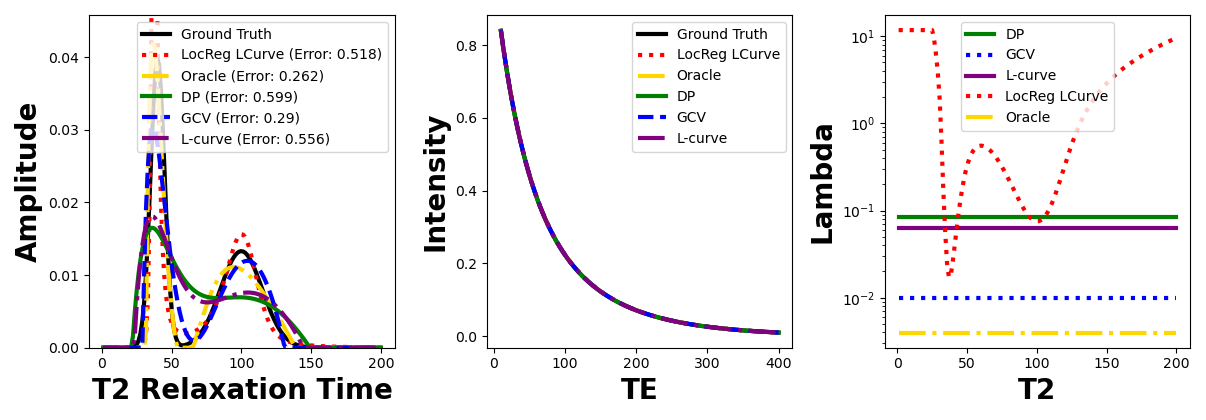 Amplitude
0.04
0.03
0.02
0.01
0.00
Ground Truth
LocReg LCurve (Error: 0.518)
Oracle (Error: 0.262)
DP (Error: 0.599)
GCV (Error: 0.29)
L-curve (Error: 0.556)
0 50 100 150 200
T2 Relaxation Time
Intensity
0.8
0.6
0.4
0.2
0.0
Ground Truth
LocReg LCurve
Oracle
DP
GCV
L-curve
0 100 200 300 400
TE
Lambda
10¹
10⁰
10⁻¹
10⁻²
DP
GCV
L-curve
LocReg LCurve
Oracle
0 50 100 150 200
T2